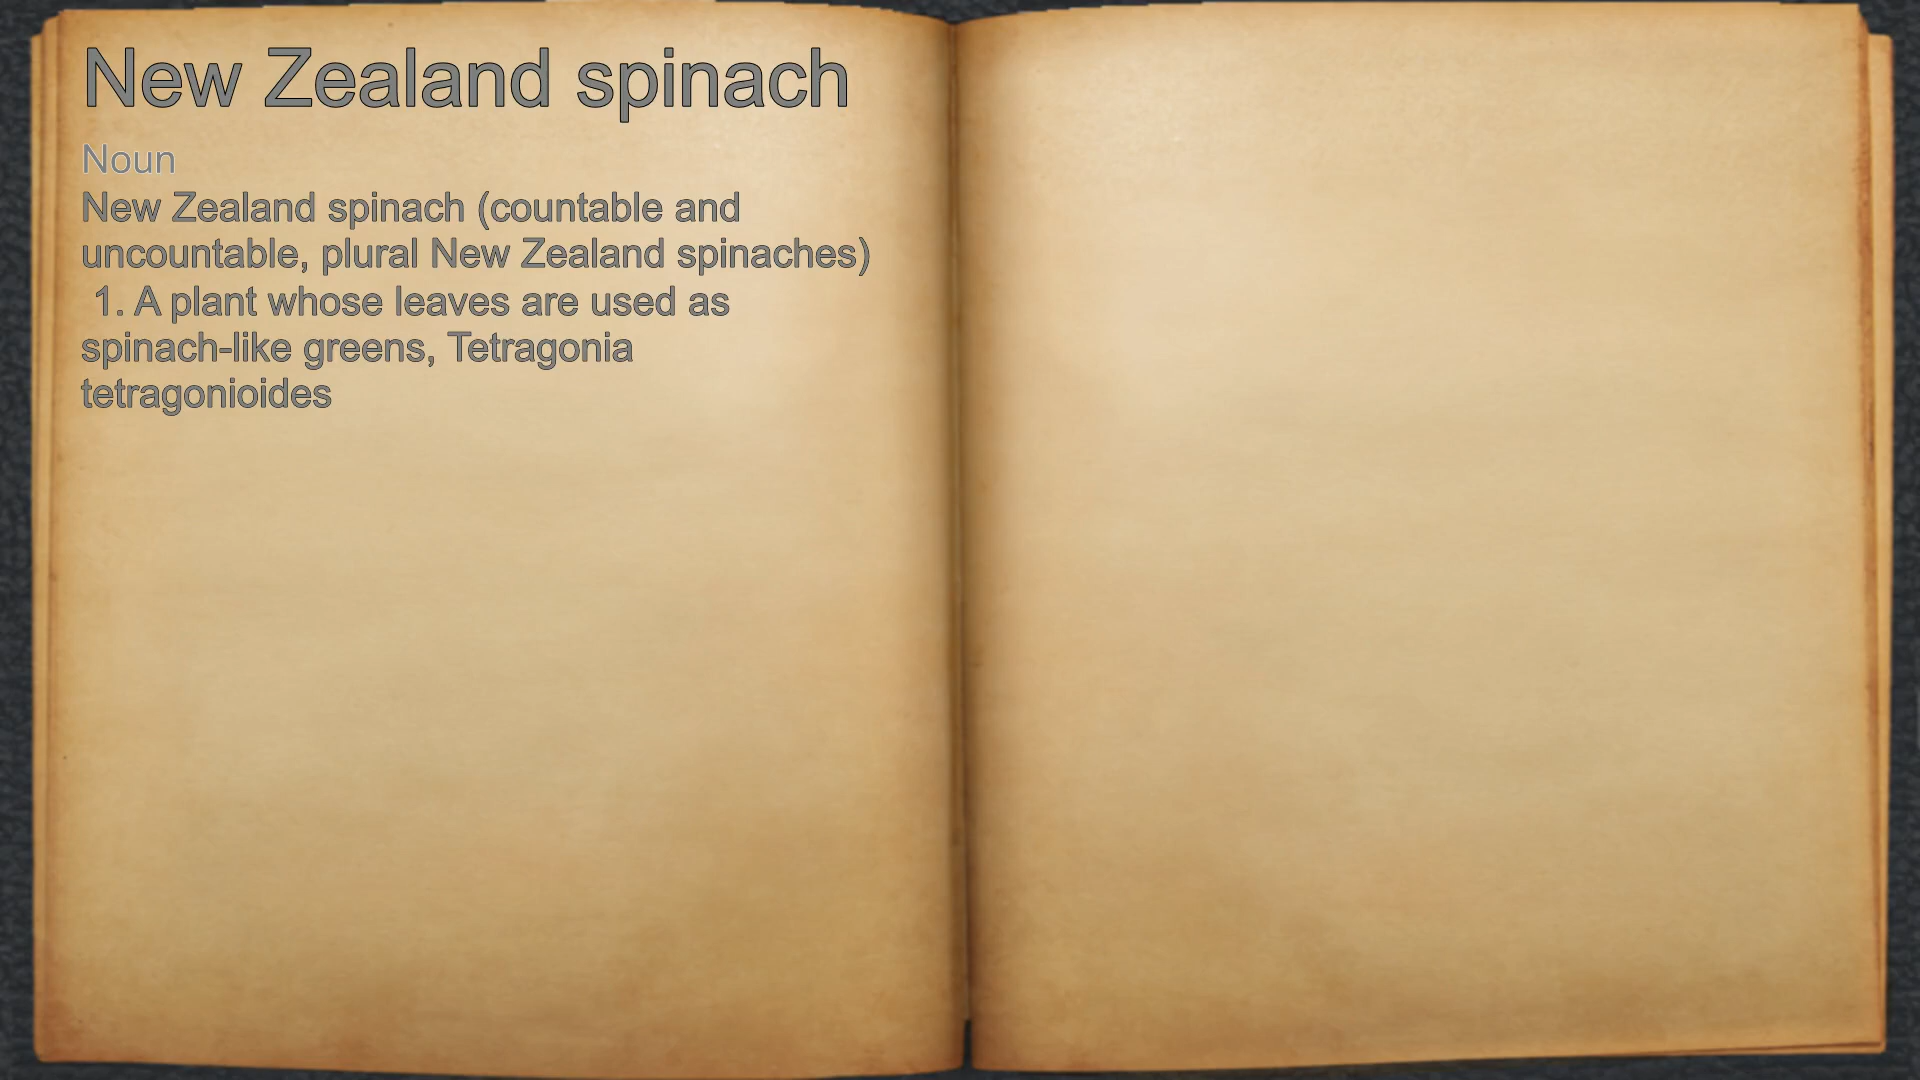 New Zealand spinach
Noun
New Zealand spinach (countable and
uncountable, plural New Zealand spinaches)
1. A plant whose leaves are used as
spinach-like greens, Tetragonia
tetragonioides